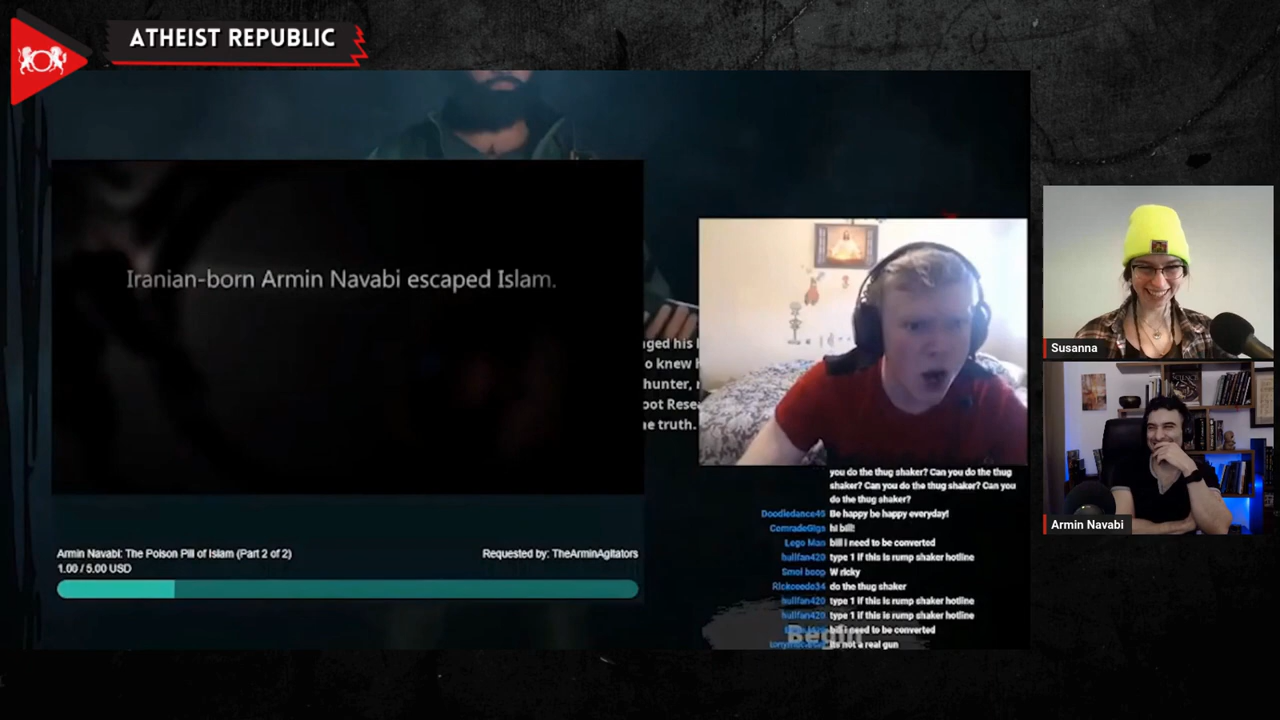 ATHEIST REPUBLIC
Iranian-born Armin Navabi escaped Islam.
Armin Navabi: The Poison Pill of Islam (Part 2 of 2)
Requested by: TheArminAgitators
1.00 / 5.00 USD
nged his
o knew
hunter,
oot Resea
e truth.
you do the thug shaker? Can you do the thug
shaker? Can you do the thug shaker? Can you
do the thug shaker?
Doodledance45 Be happy be happy everyday!
ComradeGigs hi bill!
Lego Man bill i need to be converted
hullfan420 type 1 if this is rump shaker hotline
Smol boop W ricky
Rickoeedo34 do the thug shaker
hullfan420 type 1 if this is rump shaker hotline
hullfan420 type 1 if this is rump shaker hotline
bill i need to be converted
its not a real gun
Begin
Susanna
Armin Navabi